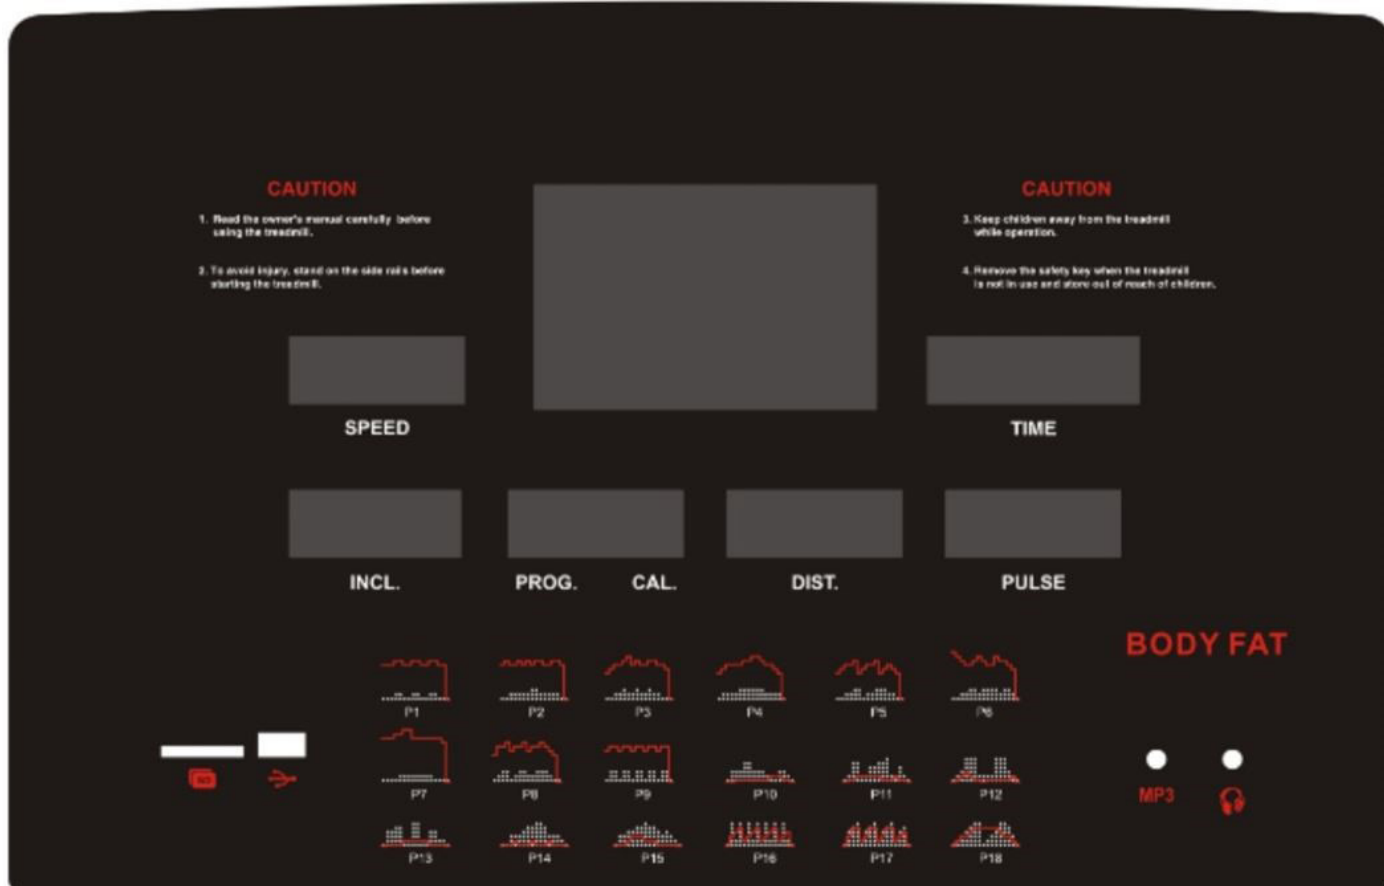 CAUTION
1. Read the owner's manual carefully before
using the treadmill.
2. To avoid injury, stand on the side rails before
starting the treadmill.
CAUTION
3. Keep children away from the treadmill
while operation.
4. Remove the safety key when the treadmill
is not in use and store out of reach of children.
SPEED
TIME
INCL.
PROG.
CAL.
DIST.
PULSE
BODY FAT
P1
P2
P3
P4
P5
P6
P7
P8
P9
P10
P11
P12
MP3
P13
P14
P15
P16
P17
P18